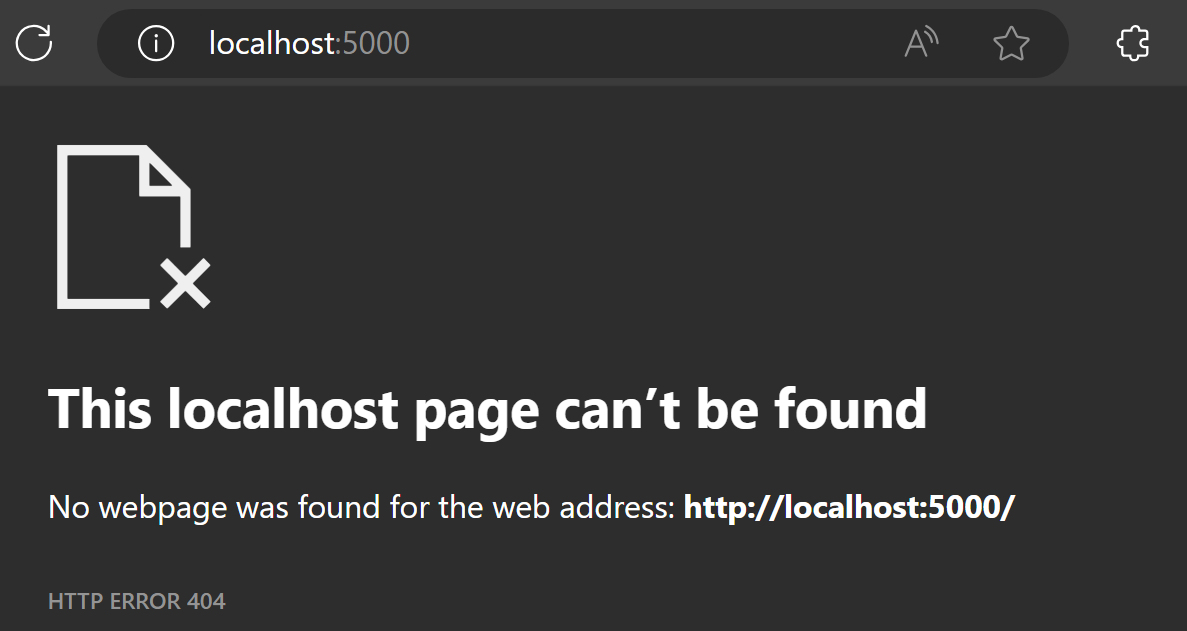 localhost:5000
This localhost page can’t be found
No webpage was found for the web address: http://localhost:5000/
HTTP ERROR 404